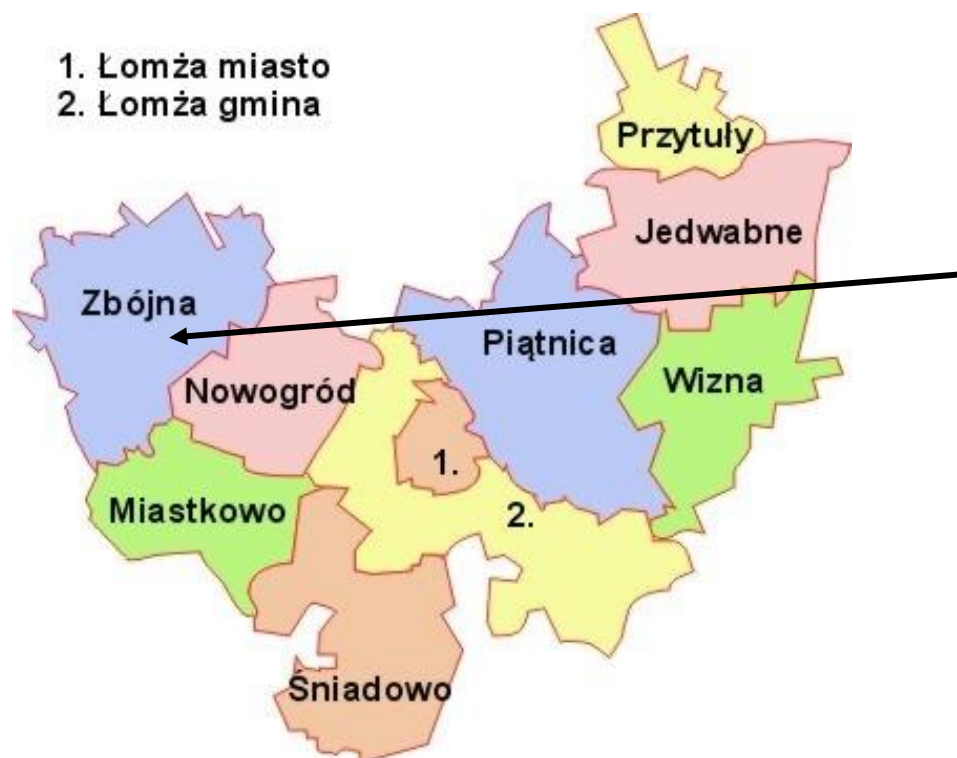 1. Łomża miasto
2. Łomża gmina
Przytuły
Jedwabne
Zbójna
Piątnica
Wizna
Nowogród
1.
Miastkowo
2.
Śniadowo